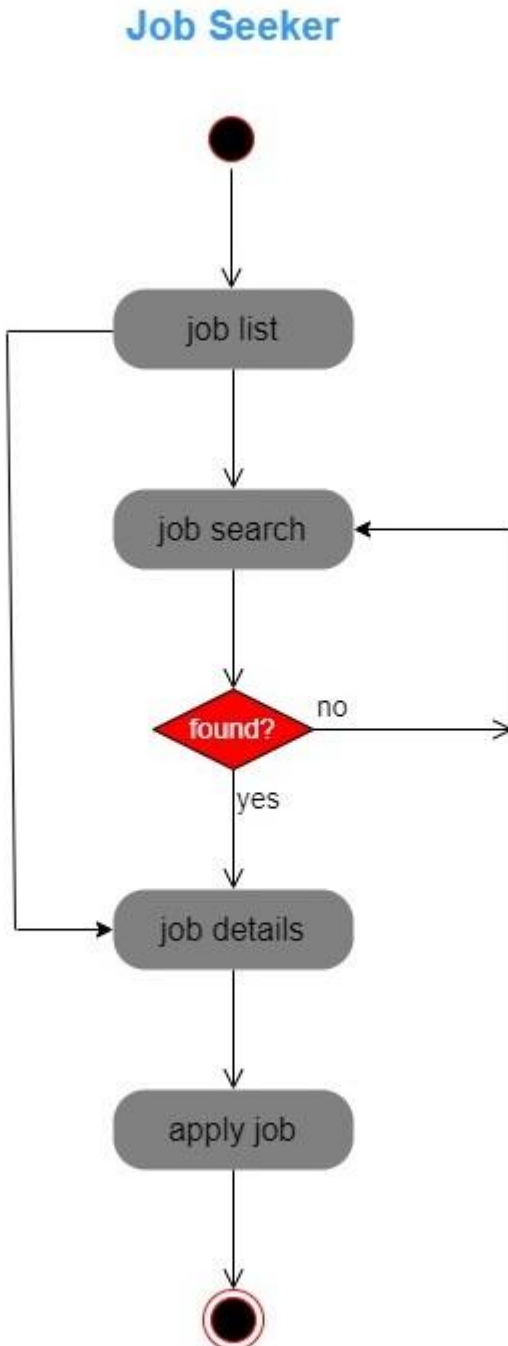 Job Seeker
job list
job search
found?
no
yes
job details
apply job